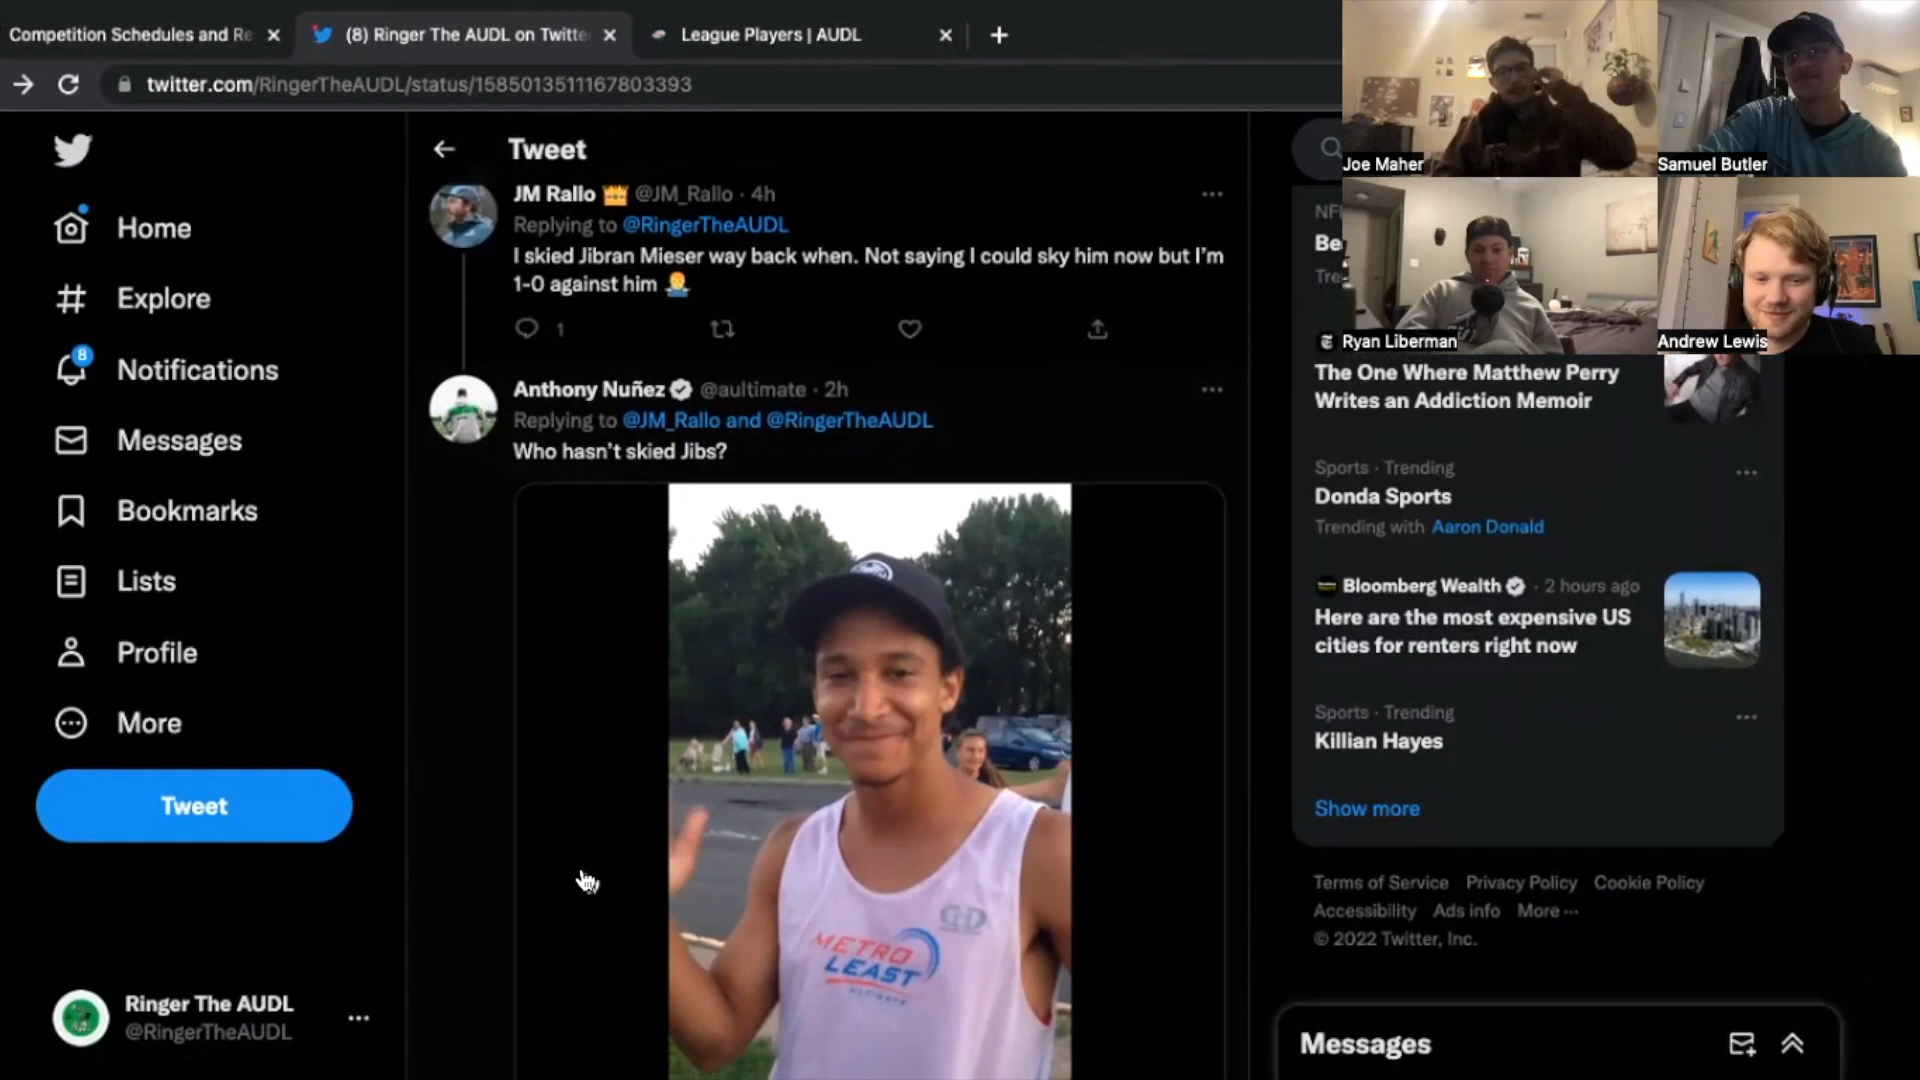 Competition Schedules and Re
(8) Ringer The AUDL on Twitte
League Players | AUDL
twitter.com/RingerTheAUDL/status/1585013511167803393
Home
Explore
8
Notifications
Messages
Bookmarks
Lists
Profile
More
Tweet
Ringer The AUDL
@RingerTheAUDL
Tweet
JM Rallo 👑 @JM_Rallo · 4h
Replying to @RingerTheAUDL
I skied Jibran Mieser way back when. Not saying I could sky him now but I'm
1-0 against him 🤷‍♂️
1
Anthony Nuñez @aultimate · 2h
Replying to @JM_Rallo and @RingerTheAUDL
Who hasn't skied Jibs?
METRO
LEAST
ULTIMATE
Joe Maher
Samuel Butler
Ryan Liberman
Andrew Lewis
NF
Be
Tre
The One Where Matthew Perry
Writes an Addiction Memoir
Sports · Trending
Donda Sports
Trending with Aaron Donald
Bloomberg Wealth · 2 hours ago
Here are the most expensive US
cities for renters right now
Sports · Trending
Killian Hayes
Show more
Terms of Service Privacy Policy Cookie Policy
Accessibility Ads info More ···
© 2022 Twitter, Inc.
Messages